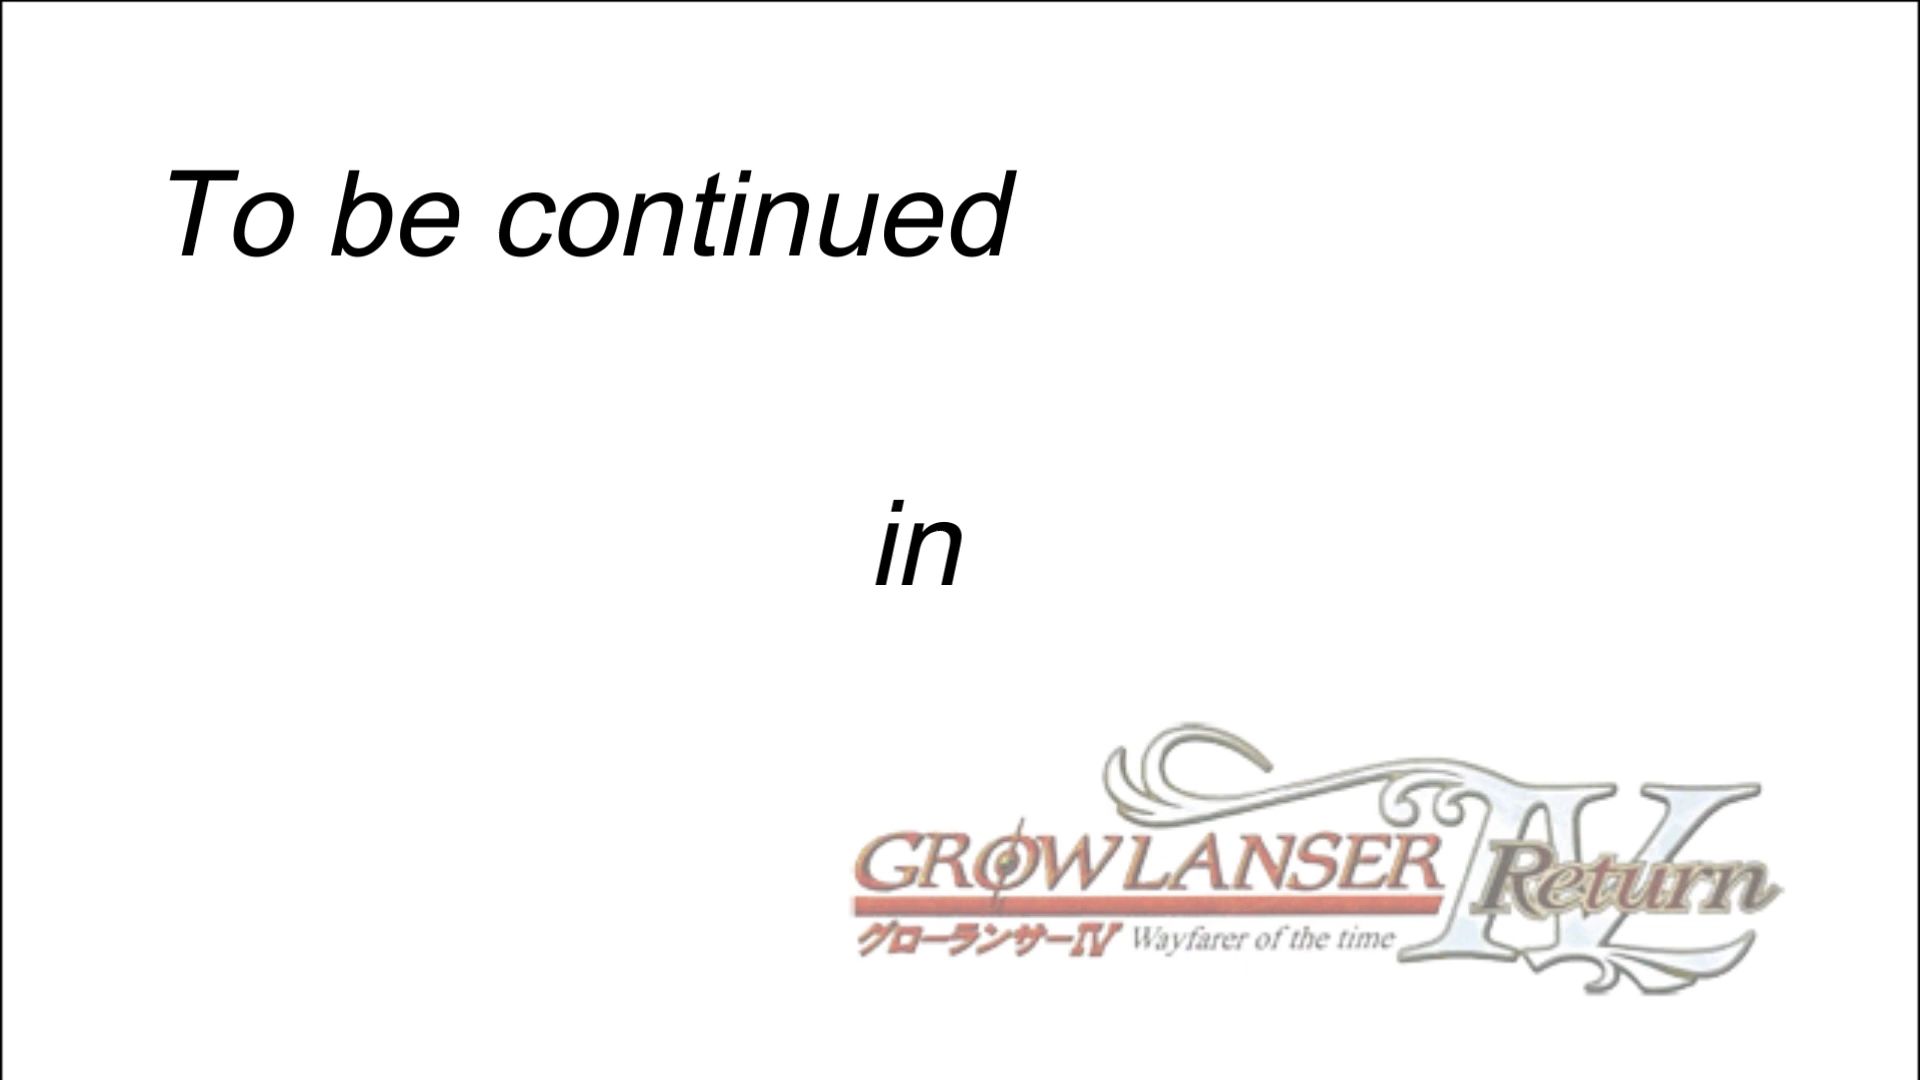 To be continued
in
GROWLANSER IV Return
グローランサーIV Wayfarer of the time